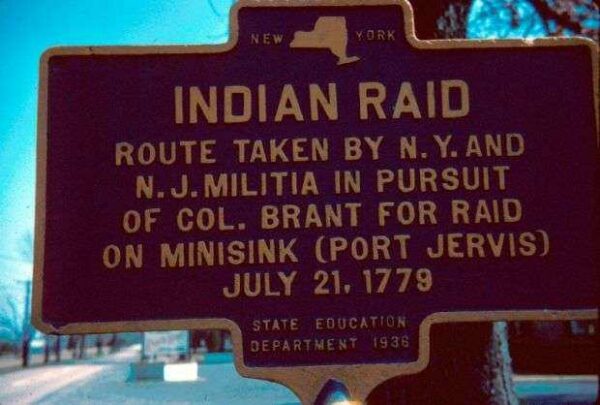 NEW YORK
INDIAN RAID
ROUTE TAKEN BY N.Y. AND
N.J. MILITIA IN PURSUIT
OF COL. BRANT FOR RAID
ON MINISINK (PORT JERVIS)
JULY 21, 1779
STATE EDUCATION
DEPARTMENT 1936